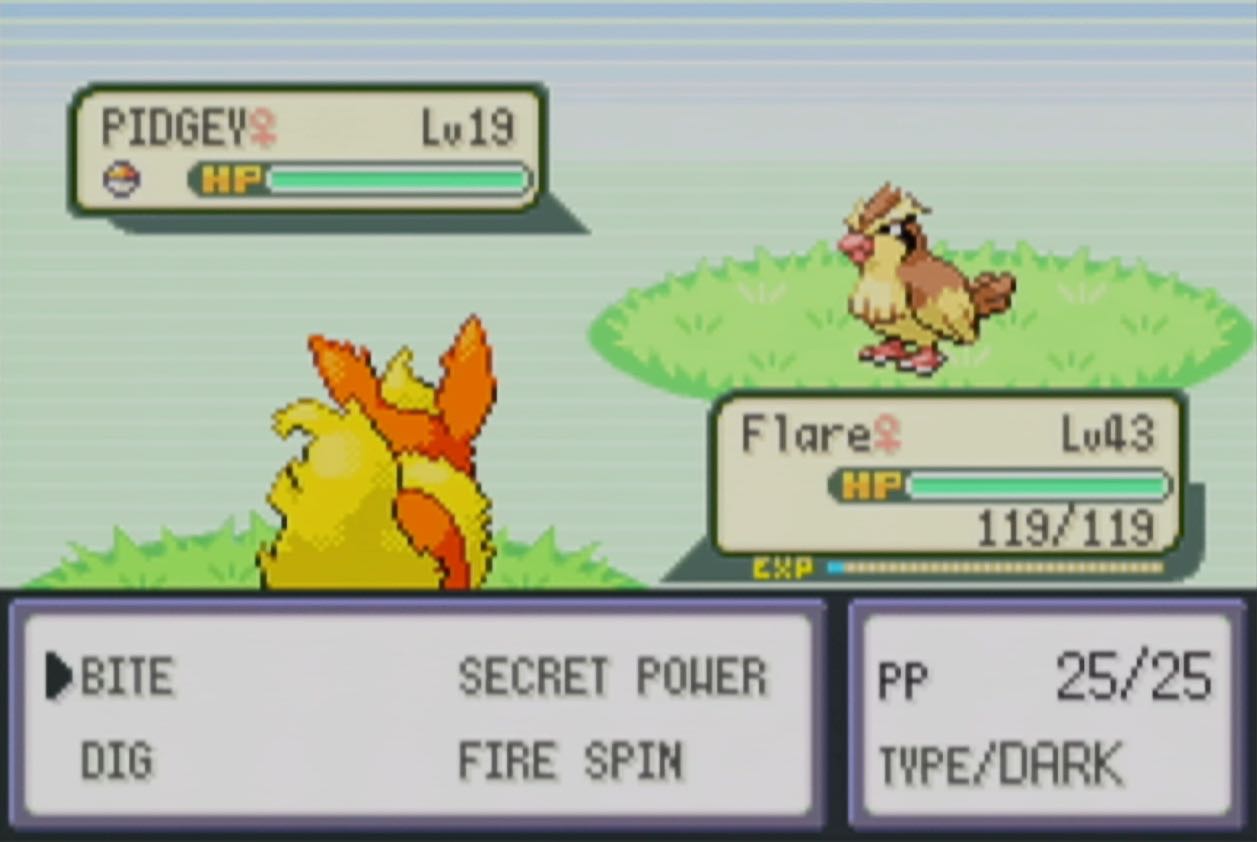 PIDGEY♀ Lv19
HP
Flare♀ Lv43
HP
119/119
EXP
BITE SECRET POWER
DIG FIRE SPIN
PP 25/25
TYPE/DARK